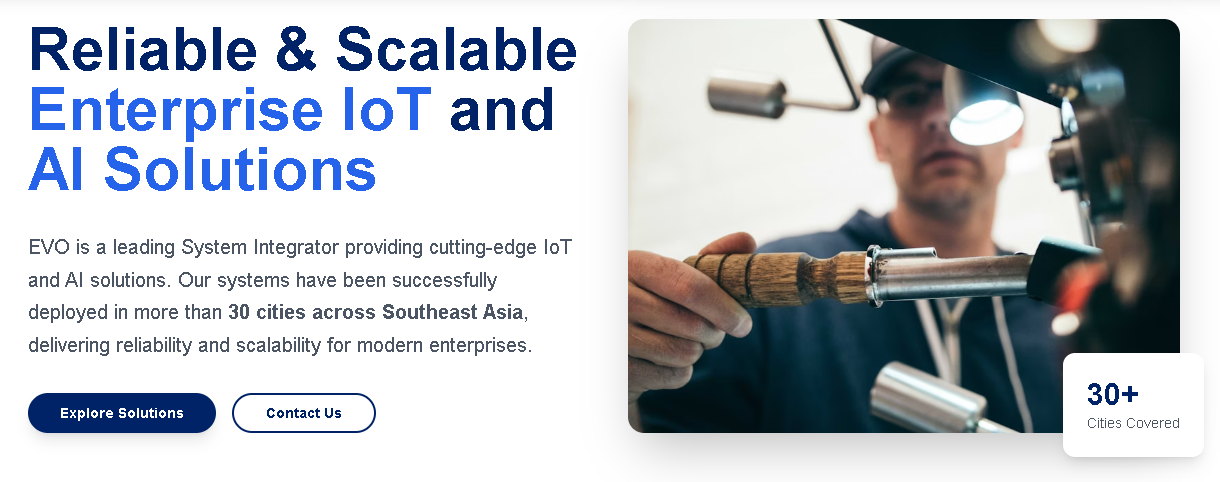 Reliable & Scalable
Enterprise IoT and
AI Solutions
EVO is a leading System Integrator providing cutting-edge IoT
and AI solutions. Our systems have been successfully
deployed in more than 30 cities across Southeast Asia,
delivering reliability and scalability for modern enterprises.
Explore Solutions
Contact Us
30+
Cities Covered